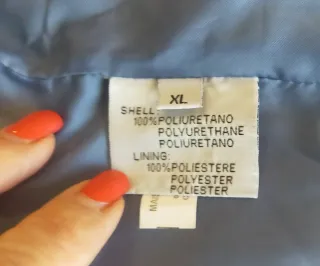 XL
SHELL:
100%POLIURETANO
POLYURETHANE
POLIURETANO
LINING:
100%POLIESTERE
POLYESTER
POLIESTER